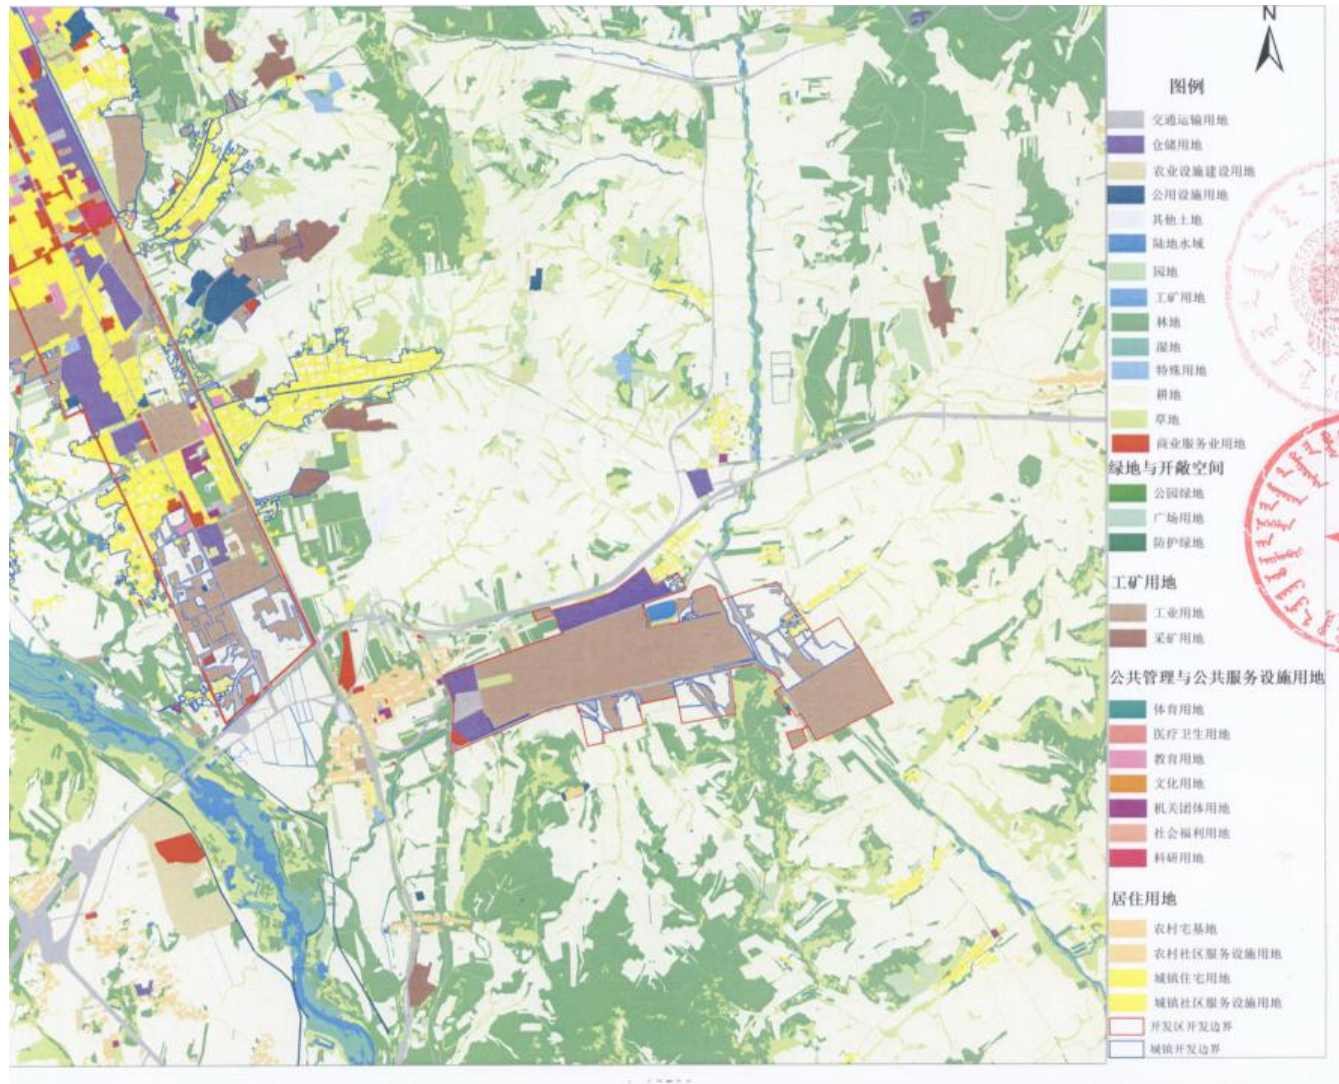 N
图例
交通运输用地
仓储用地
农业设施建设用地
公用设施用地
其他土地
陆地水域
园地
工矿用地
林地
湿地
特殊用地
耕地
草地
商业服务业用地
绿地与开敞空间
公园绿地
广场用地
防护绿地
工矿用地
工业用地
采矿用地
公共管理与公共服务设施用地
体育用地
医疗卫生用地
教育用地
文化用地
机关团体用地
社会福利用地
科研用地
居住用地
农村宅基地
农村社区服务设施用地
城镇住宅用地
城镇社区服务设施用地
开发区开发边界
城镇开发边界